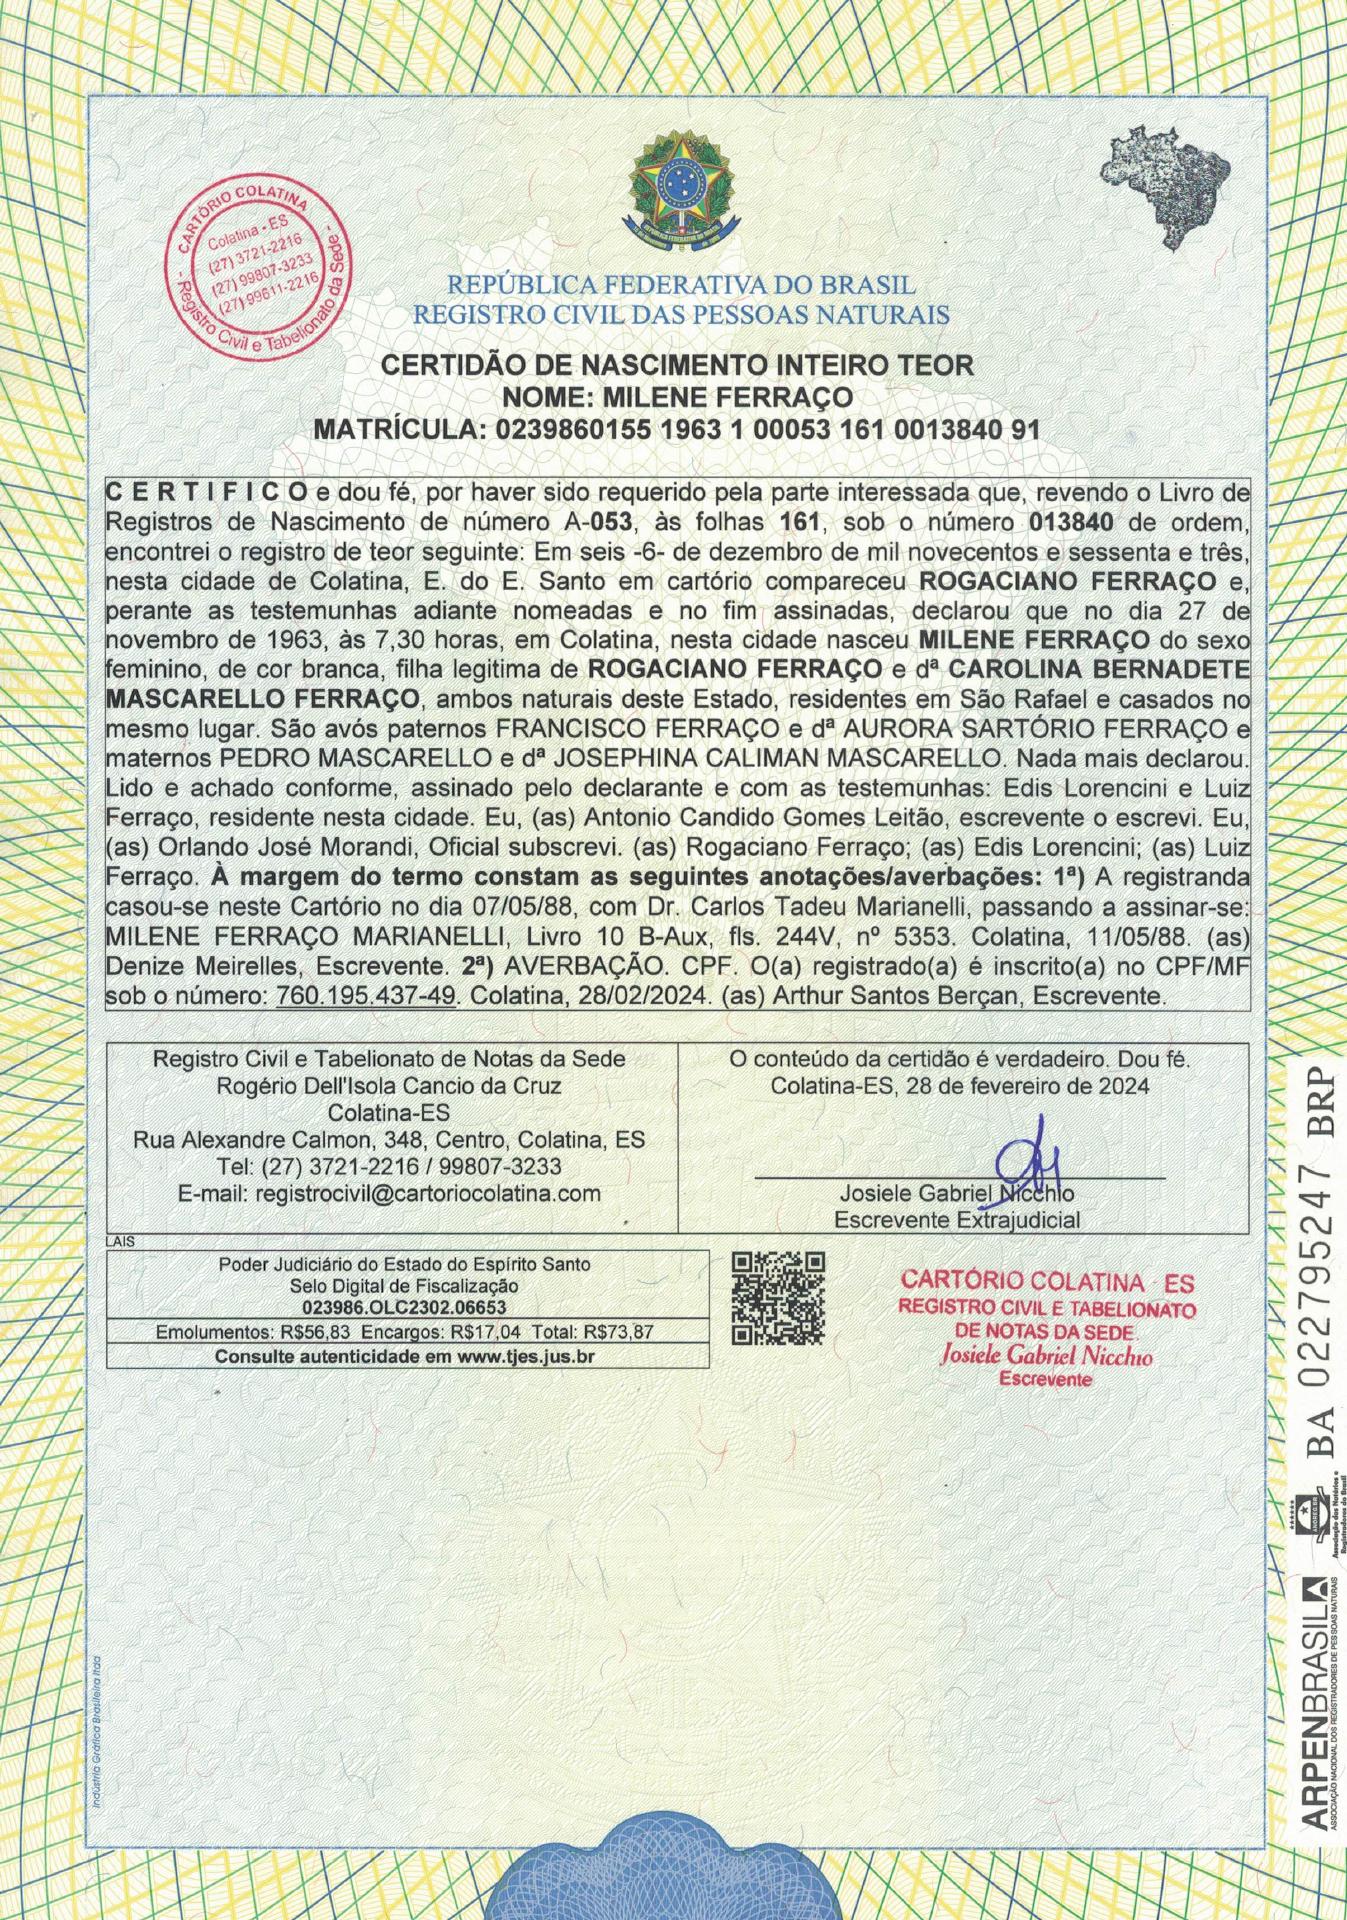 CARTÓRIO COLATINA
Colatina - ES
(27) 3721-2216
(27) 99807-3233
(27) 99611-2216
- Registro Civil e Tabelionato da Sede -
REPÚBLICA FEDERATIVA DO BRASIL
REGISTRO CIVIL DAS PESSOAS NATURAIS
CERTIDÃO DE NASCIMENTO INTEIRO TEOR
NOME: MILENE FERRAÇO
MATRÍCULA: 0239860155 1963 1 00053 161 0013840 91
C E R T I F I C O e dou fé, por haver sido requerido pela parte interessada que, revendo o Livro de
Registros de Nascimento de número A-053, às folhas 161, sob o número 013840 de ordem,
encontrei o registro de teor seguinte: Em seis -6- de dezembro de mil novecentos e sessenta e três,
nesta cidade de Colatina, E. do E. Santo em cartório compareceu ROGACIANO FERRAÇO e,
perante as testemunhas adiante nomeadas e no fim assinadas, declarou que no dia 27 de
novembro de 1963, às 7,30 horas, em Colatina, nesta cidade nasceu MILENE FERRAÇO do sexo
feminino, de cor branca, filha legitima de ROGACIANO FERRAÇO e dª CAROLINA BERNADETE
MASCARELLO FERRAÇO, ambos naturais deste Estado, residentes em São Rafael e casados no
mesmo lugar. São avós paternos FRANCISCO FERRAÇO e dª AURORA SARTÓRIO FERRAÇO e
maternos PEDRO MASCARELLO e dª JOSEPHINA CALIMAN MASCARELLO. Nada mais declarou.
Lido e achado conforme, assinado pelo declarante e com as testemunhas: Edis Lorencini e Luiz
Ferraço, residente nesta cidade. Eu, (as) Antonio Candido Gomes Leitão, escrevente o escrevi. Eu,
(as) Orlando José Morandi, Oficial subscrevi. (as) Rogaciano Ferraço; (as) Edis Lorencini; (as) Luiz
Ferraço. À margem do termo constam as seguintes anotações/averbações: 1ª) A registranda
casou-se neste Cartório no dia 07/05/88, com Dr. Carlos Tadeu Marianelli, passando a assinar-se:
MILENE FERRAÇO MARIANELLI, Livro 10 B-Aux, fls. 244V, nº 5353. Colatina, 11/05/88. (as)
Denize Meirelles, Escrevente. 2ª) AVERBAÇÃO. CPF. O(a) registrado(a) é inscrito(a) no CPF/MF
sob o número: 760.195.437-49. Colatina, 28/02/2024. (as) Arthur Santos Berçan, Escrevente.
Registro Civil e Tabelionato de Notas da Sede
Rogério Dell'Isola Cancio da Cruz
Colatina-ES
Rua Alexandre Calmon, 348, Centro, Colatina, ES
Tel: (27) 3721-2216 / 99807-3233
E-mail: registrocivil@cartoriocolatina.com
O conteúdo da certidão é verdadeiro. Dou fé.
Colatina-ES, 28 de fevereiro de 2024
Josiele Gabriel Nicchio
Escrevente Extrajudicial
LAIS
Poder Judiciário do Estado do Espírito Santo
Selo Digital de Fiscalização
023986.OLC2302.06653
Emolumentos: R$56,83 Encargos: R$17,04 Total: R$73,87
Consulte autenticidade em www.tjes.jus.br
CARTÓRIO COLATINA - ES
REGISTRO CIVIL E TABELIONATO
DE NOTAS DA SEDE
Josiele Gabriel Nicchio
Escrevente
BA 022795247 BRP
Associação dos Notários e
Registradores do Brasil
ARPENBRASIL
ASSOCIAÇÃO NACIONAL DOS REGISTRADORES DE PESSOAS NATURAIS
Indústria Gráfica Brasileira ltda